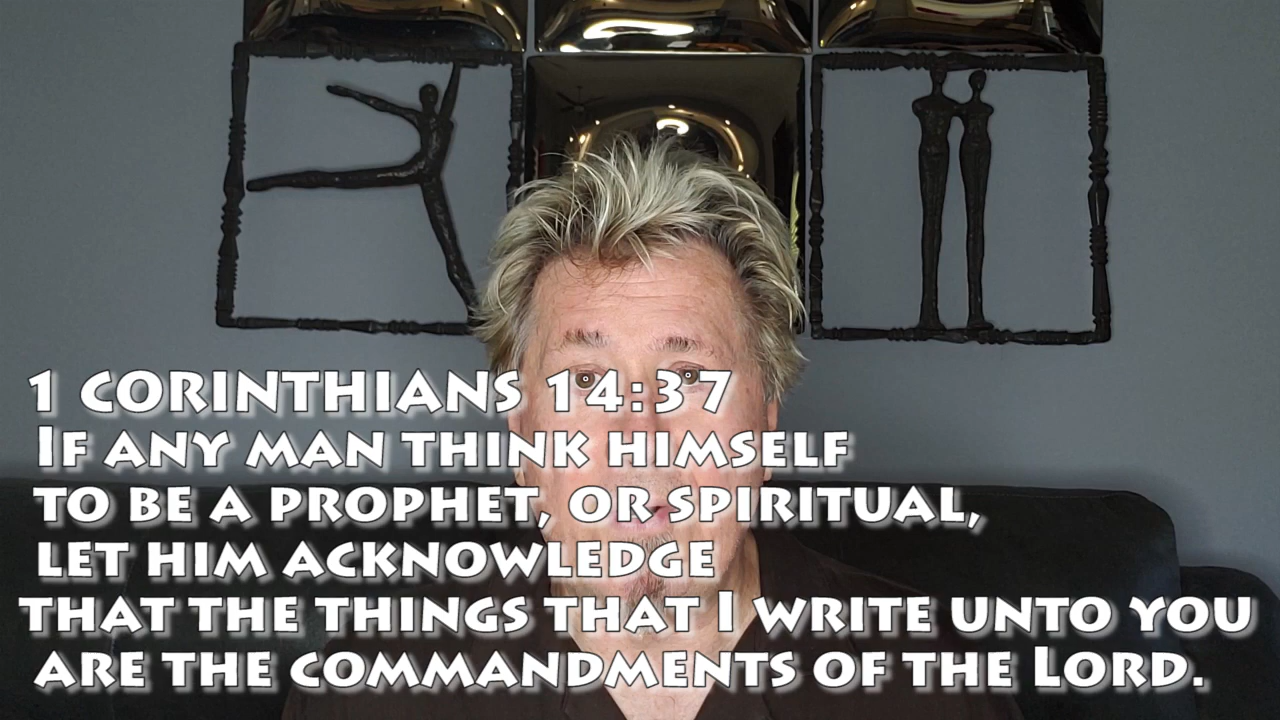 1 CORINTHIANS 14:37
IF ANY MAN THINK HIMSELF
TO BE A PROPHET, OR SPIRITUAL,
LET HIM ACKNOWLEDGE
THAT THE THINGS THAT I WRITE UNTO YOU
ARE THE COMMANDMENTS OF THE LORD.